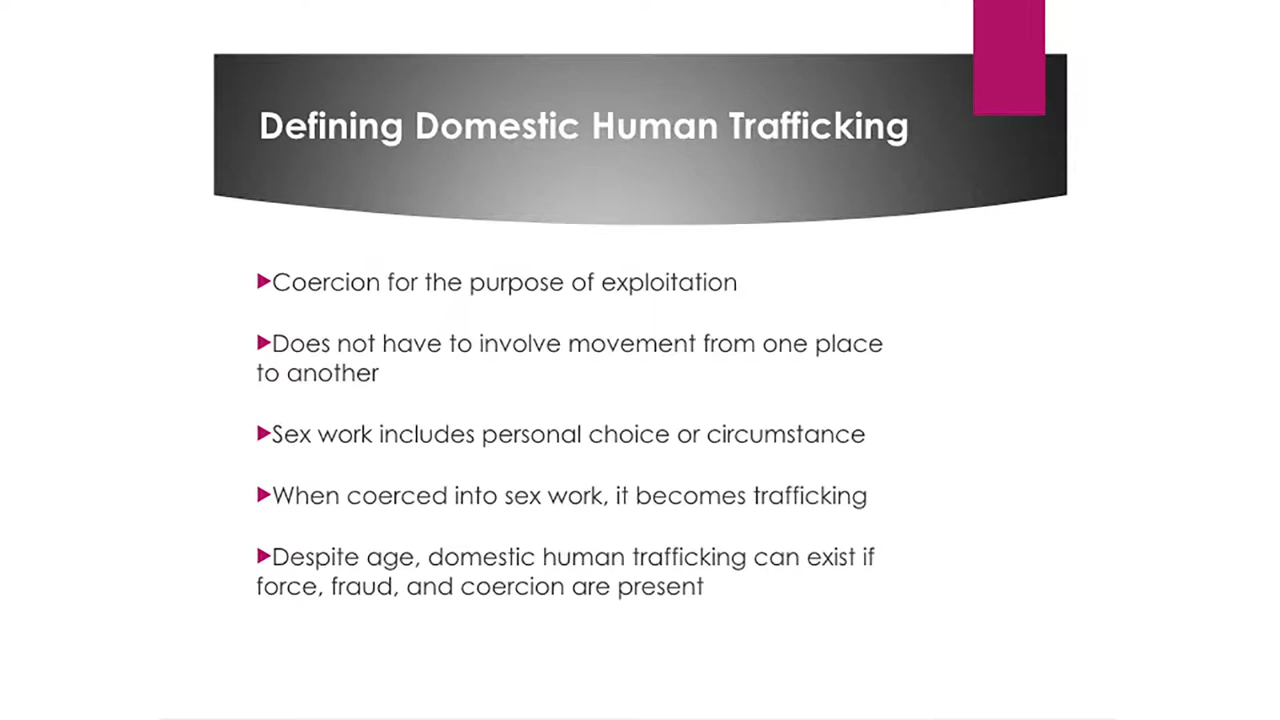 Defining Domestic Human Trafficking
▶Coercion for the purpose of exploitation
▶Does not have to involve movement from one place
to another
▶Sex work includes personal choice or circumstance
▶When coerced into sex work, it becomes trafficking
▶Despite age, domestic human trafficking can exist if
force, fraud, and coercion are present